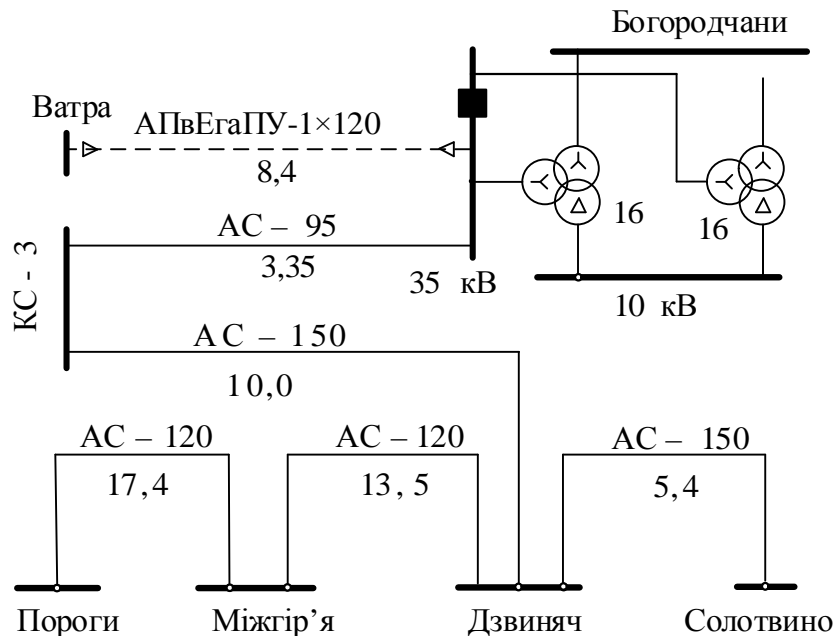 Богородчани
Ватра
АПвЕгаПУ-1×120
8,4
16
16
АС – 95
3,35
35 кВ
10 кВ
КС - 3
АС – 150
10,0
АС – 120
17,4
АС – 120
13, 5
АС – 150
5,4
Пороги
Міжгір’я
Дзвиняч
Солотвино